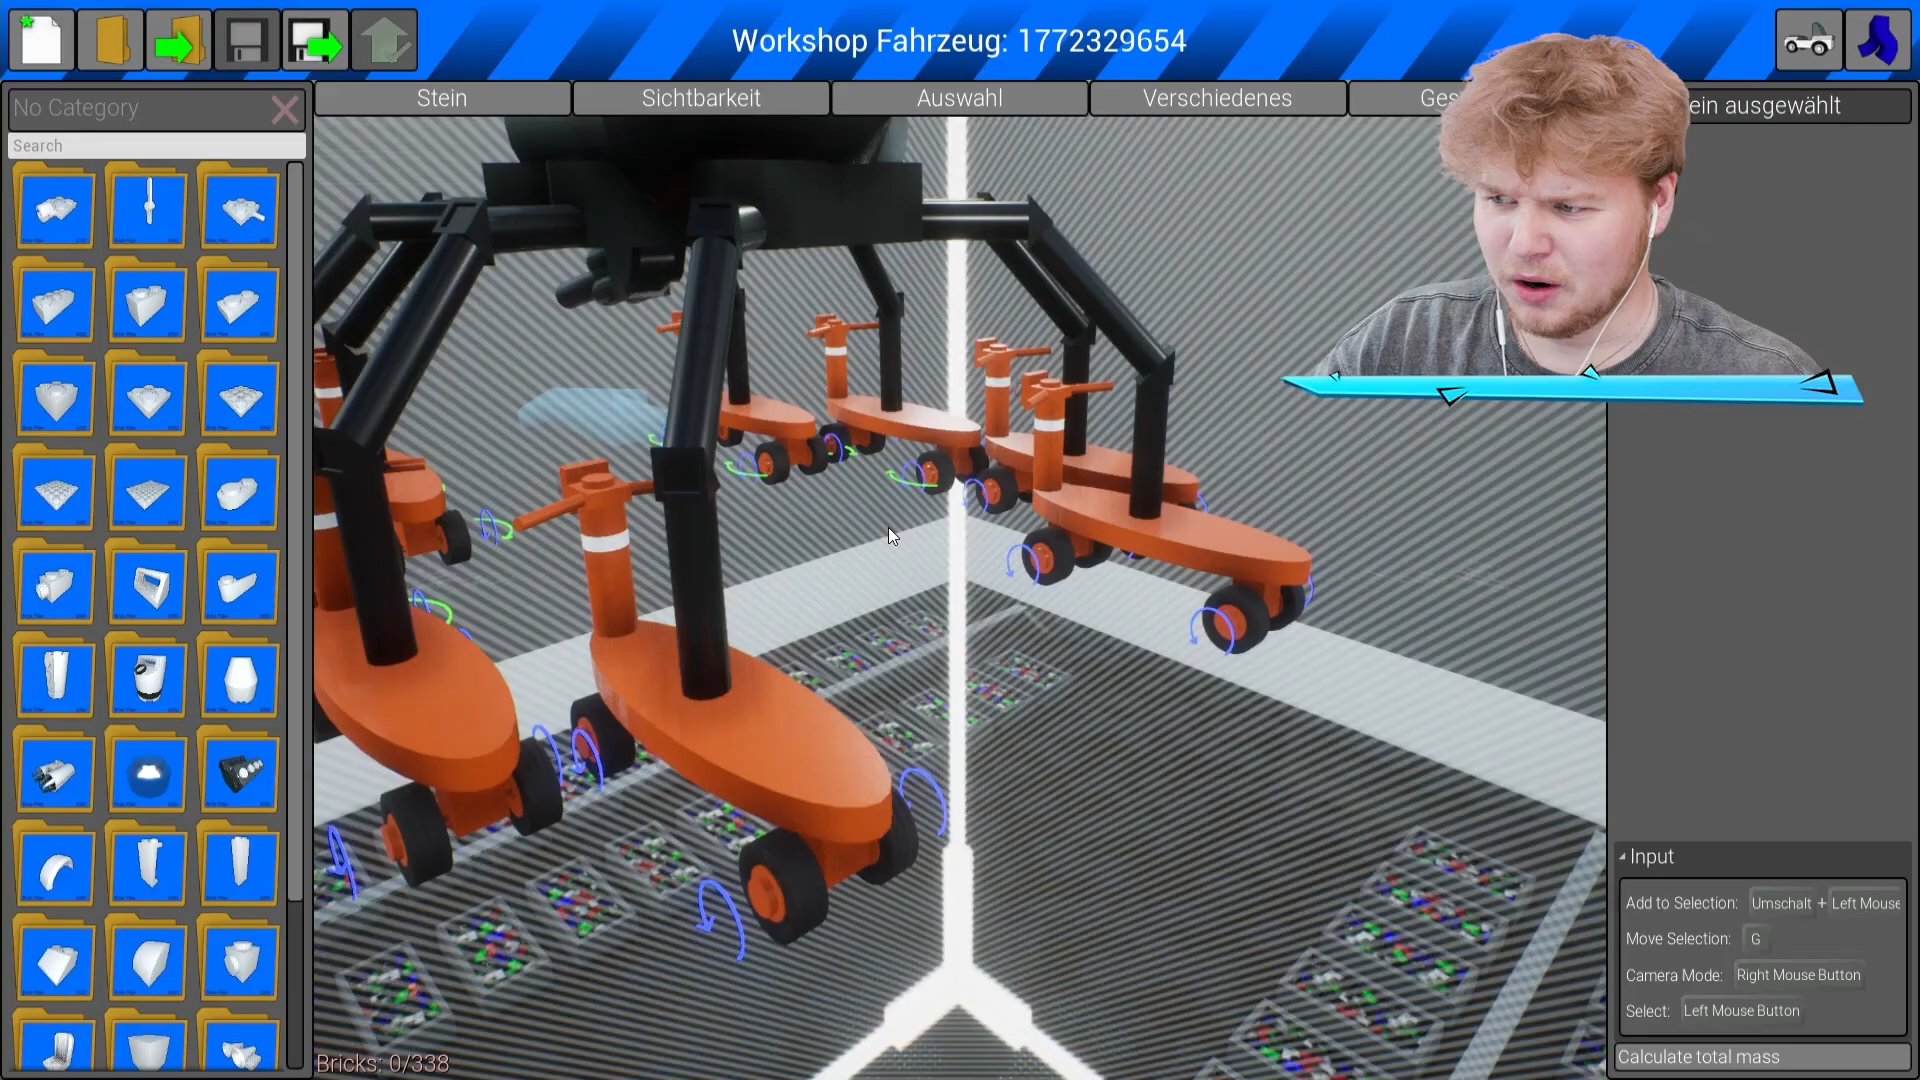 Workshop Fahrzeug: 1772329654
No Category
Search
Stein
Sichtbarkeit
Auswahl
Verschiedenes
Ges
ein ausgewählt
Input
Add to Selection: Umschalt + Left Mouse
Move Selection: G
Camera Mode: Right Mouse Button
Select: Left Mouse Button
Calculate total mass
Bricks: 0/338